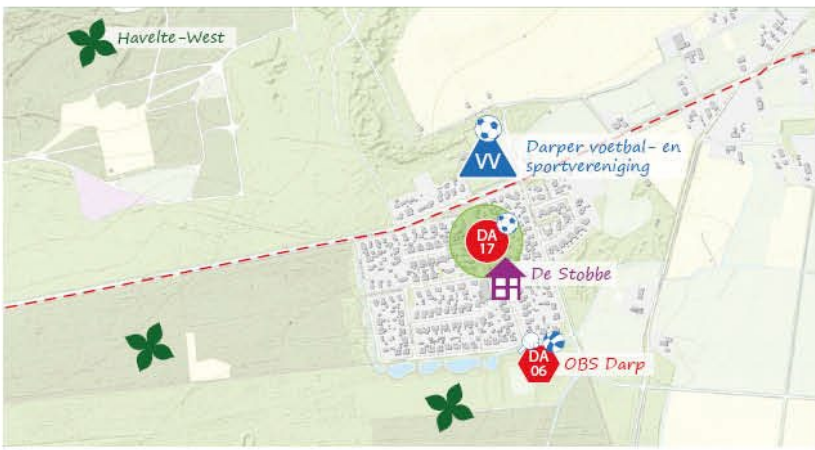 Havelte-West
VV
Darper voetbal- en
sportvereniging
DA
17
De Stobbe
DA
06
OBS Darp